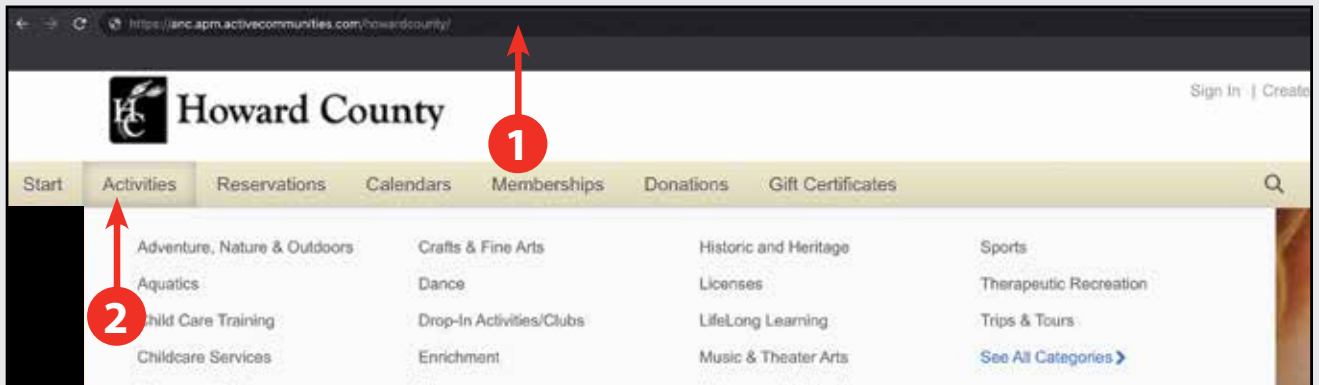 https://anc.apm.activecommunities.com/howardcounty/
HC Howard County
Sign In | Create
1
Start Activities Reservations Calendars Memberships Donations Gift Certificates
Adventure, Nature & Outdoors Crafts & Fine Arts Historic and Heritage Sports
Aquatics Dance Licenses Therapeutic Recreation
2
Child Care Training Drop-In Activities/Clubs LifeLong Learning Trips & Tours
Childcare Services Enrichment Music & Theater Arts See All Categories